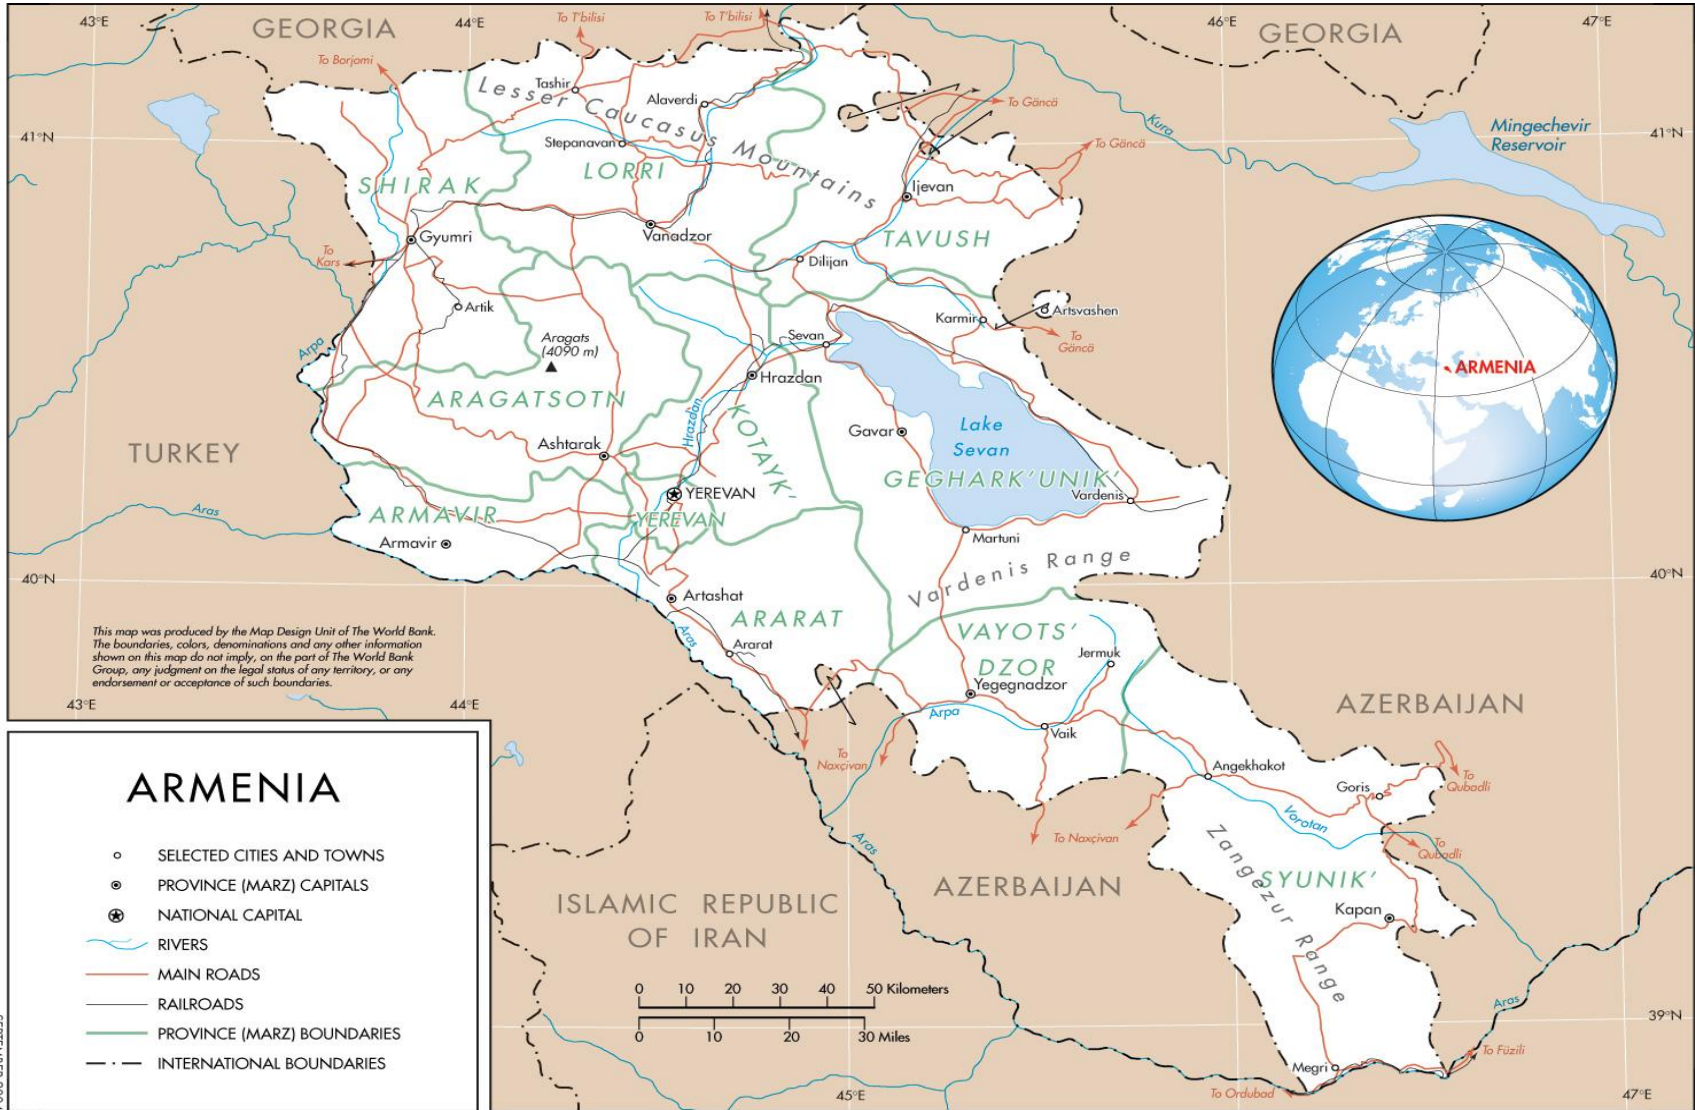 43°E
44°E
46°E
47°E
GEORGIA
GEORGIA
To T'bilisi
To T'bilisi
To Borjomi
Tashir
Lesser Caucasus Mountains
Alaverdi
To Gäncä
Kura
Mingechevir
Reservoir
41°N
41°N
Stepanavan
To Gäncä
LORRI
SHIRAK
Ijevan
Gyumri
Vanadzor
TAVUSH
To
Kars
Dilijan
Artik
Karmir
Artsvashen
To
Gäncä
Arpa
Aragats
(4090 m)
Sevan
Hrazdan
ARMENIA
ARAGATSOTN
Hrazdan
KOTAYK'
Gavar
Lake
Sevan
TURKEY
Ashtarak
GEGHARK'UNIK'
Vardenis
YEREVAN
YEREVAN
Aras
ARMAVIR
Armavir
Martuni
Vardenis Range
40°N
40°N
Artashat
ARARAT
Aras
Ararat
VAYOTS'
DZOR
Jermuk
Yegegnadzor
This map was produced by the Map Design Unit of The World Bank.
The boundaries, colors, denominations and any other information
shown on this map do not imply, on the part of The World Bank
Group, any judgment on the legal status of any territory, or any
endorsement or acceptance of such boundaries.
43°E
44°E
Arpa
Vaik
AZERBAIJAN
To
Naxçivan
Angekhakot
Goris
To
Qubadli
Vorotan
To Naxçivan
To
Qubadli
Aras
Zangezur Range
SYUNIK'
Kapan
AZERBAIJAN
ISLAMIC REPUBLIC
OF IRAN
0 10 20 30 40 50 Kilometers
0 10 20 30 Miles
Aras
39°N
Megri
To Füzili
To Ordubad
45°E
47°E
ARMENIA
SELECTED CITIES AND TOWNS
PROVINCE (MARZ) CAPITALS
NATIONAL CAPITAL
RIVERS
MAIN ROADS
RAILROADS
PROVINCE (MARZ) BOUNDARIES
INTERNATIONAL BOUNDARIES